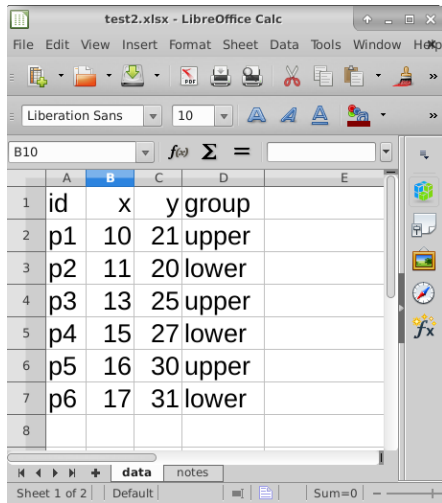 test2.xlsx - LibreOffice Calc
File Edit View Insert Format Sheet Data Tools Window Help
Liberation Sans 10
B10 f(x) Σ =
A B C D E
1 id x y group
2 p1 10 21 upper
3 p2 11 20 lower
4 p3 13 25 upper
5 p4 15 27 lower
6 p5 16 30 upper
7 p6 17 31 lower
8
data notes
Sheet 1 of 2 Default Sum=0